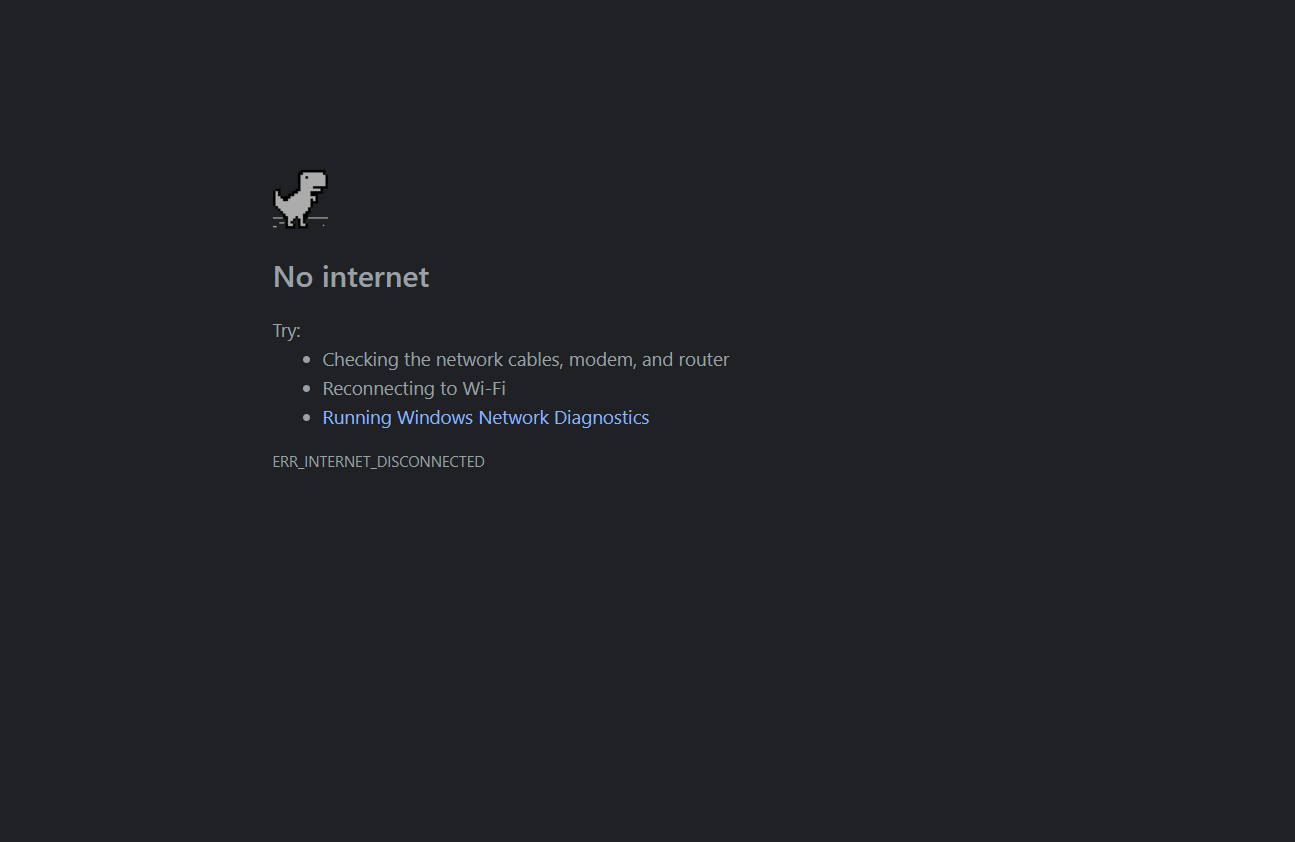 No internet
Try:
Checking the network cables, modem, and router
Reconnecting to Wi-Fi
Running Windows Network Diagnostics
ERR_INTERNET_DISCONNECTED